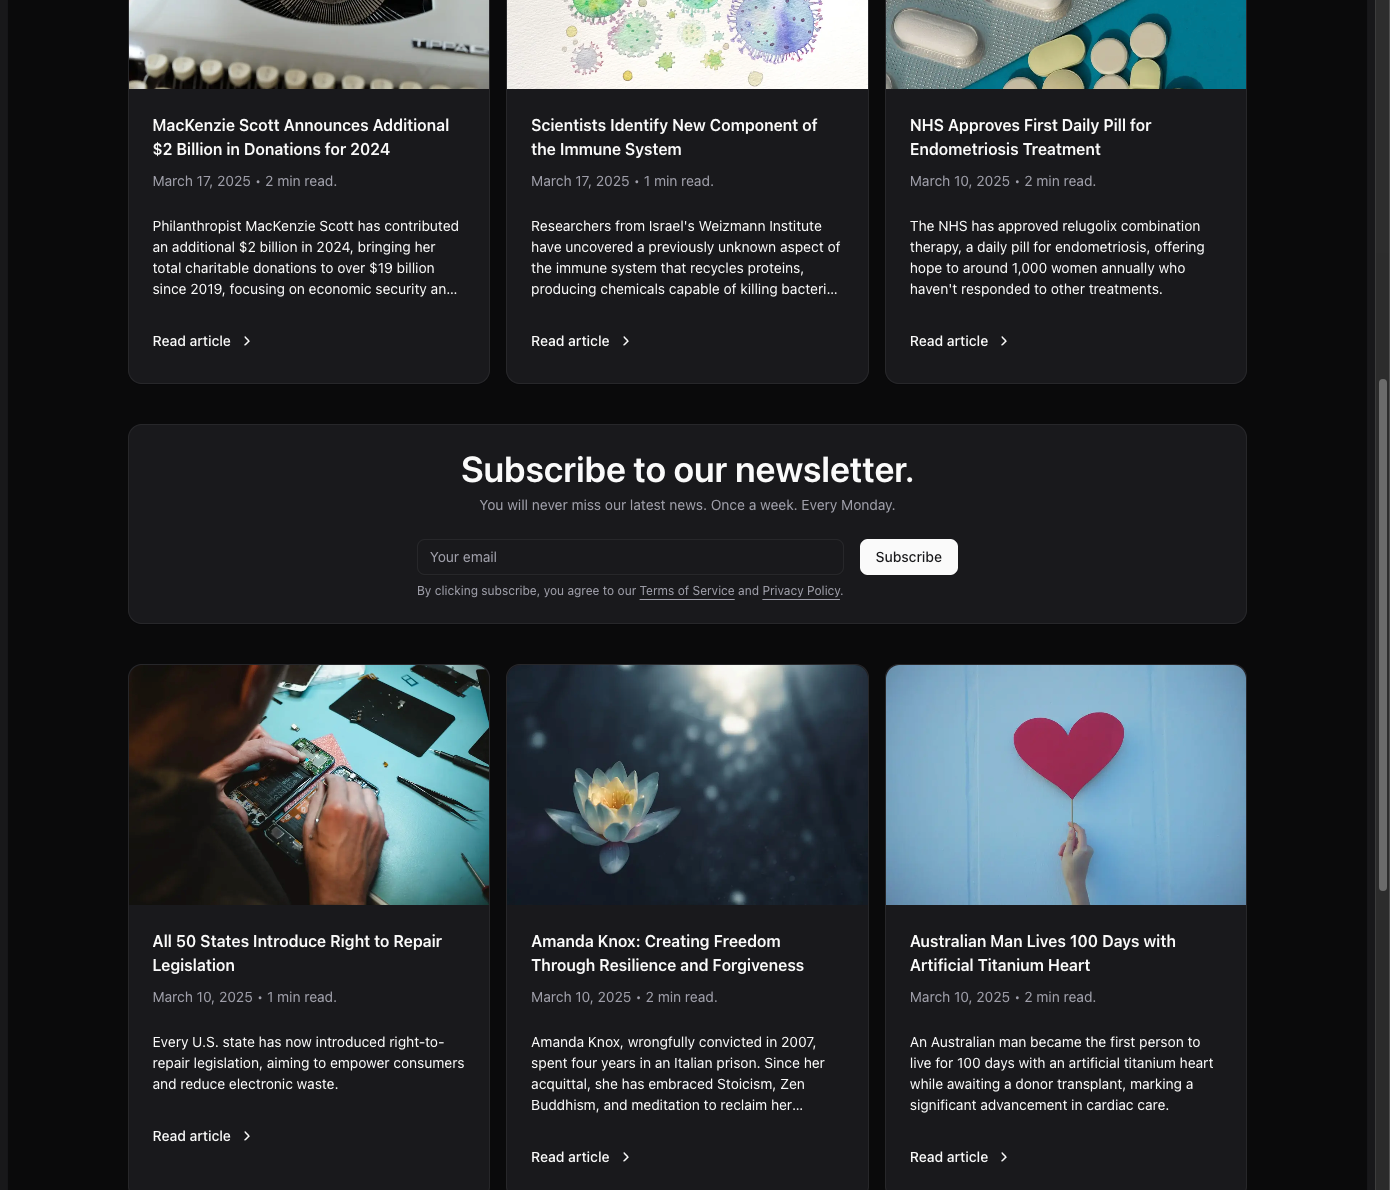 MacKenzie Scott Announces Additional
$2 Billion in Donations for 2024
March 17, 2025 • 2 min read.
Philanthropist MacKenzie Scott has contributed
an additional $2 billion in 2024, bringing her
total charitable donations to over $19 billion
since 2019, focusing on economic security an...
Read article
Scientists Identify New Component of
the Immune System
March 17, 2025 • 1 min read.
Researchers from Israel's Weizmann Institute
have uncovered a previously unknown aspect of
the immune system that recycles proteins,
producing chemicals capable of killing bacteri...
Read article
NHS Approves First Daily Pill for
Endometriosis Treatment
March 10, 2025 • 2 min read.
The NHS has approved relugolix combination
therapy, a daily pill for endometriosis, offering
hope to around 1,000 women annually who
haven't responded to other treatments.
Read article
Subscribe to our newsletter.
You will never miss our latest news. Once a week. Every Monday.
Your email
Subscribe
By clicking subscribe, you agree to our Terms of Service and Privacy Policy.
All 50 States Introduce Right to Repair
Legislation
March 10, 2025 • 1 min read.
Every U.S. state has now introduced right-to-
repair legislation, aiming to empower consumers
and reduce electronic waste.
Read article
Amanda Knox: Creating Freedom
Through Resilience and Forgiveness
March 10, 2025 • 2 min read.
Amanda Knox, wrongfully convicted in 2007,
spent four years in an Italian prison. Since her
acquittal, she has embraced Stoicism, Zen
Buddhism, and meditation to reclaim her...
Read article
Australian Man Lives 100 Days with
Artificial Titanium Heart
March 10, 2025 • 2 min read.
An Australian man became the first person to
live for 100 days with an artificial titanium heart
while awaiting a donor transplant, marking a
significant advancement in cardiac care.
Read article